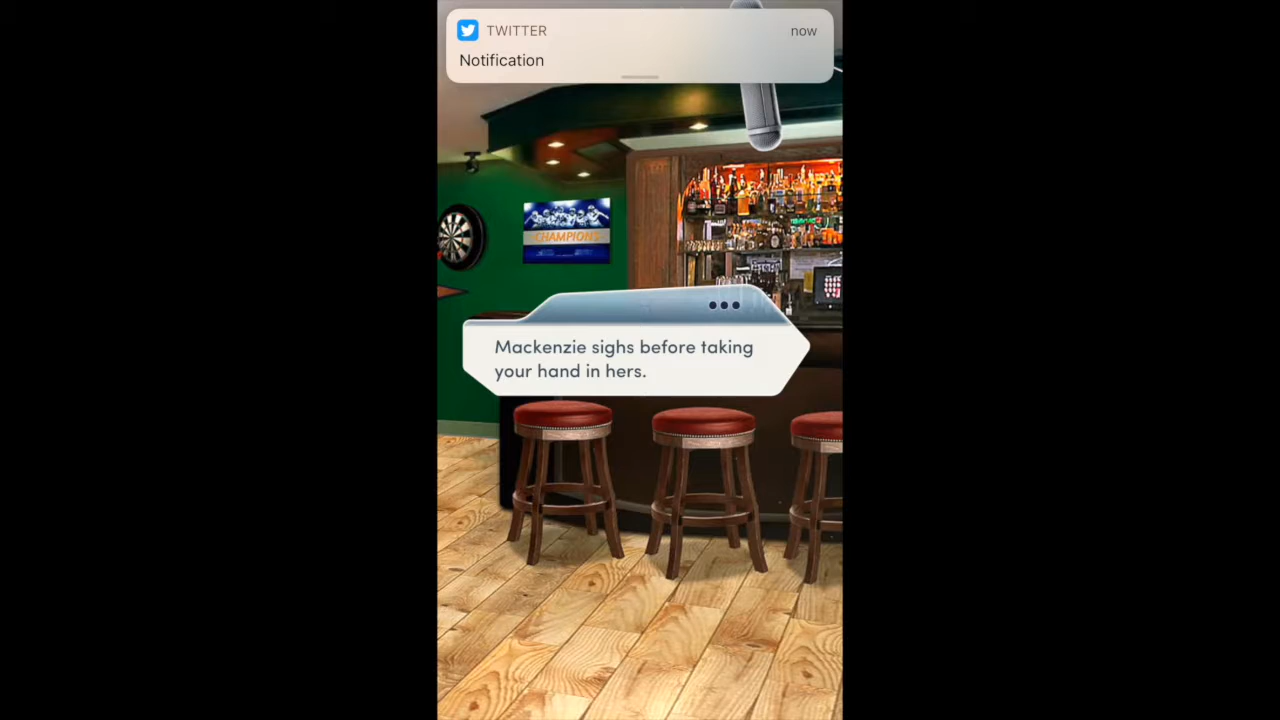 TWITTER
now
Notification
CHAMPIONS
Mackenzie sighs before taking
your hand in hers.